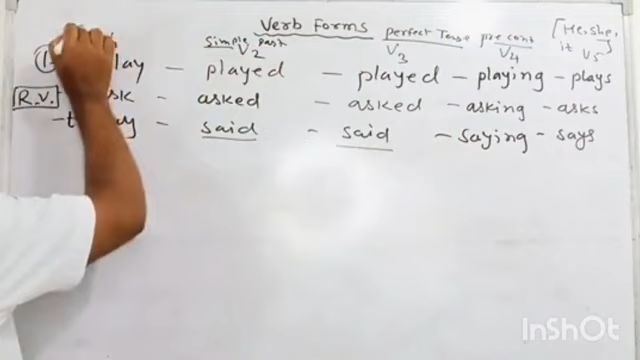 Verb Forms
simple past perfect Tense pre cont [He, she, it
V2 V3 V4 V5
1 play - played - played - playing - plays
R.V. ask - asked - asked - asking - asks
say - said - said - saying - says
InShOt